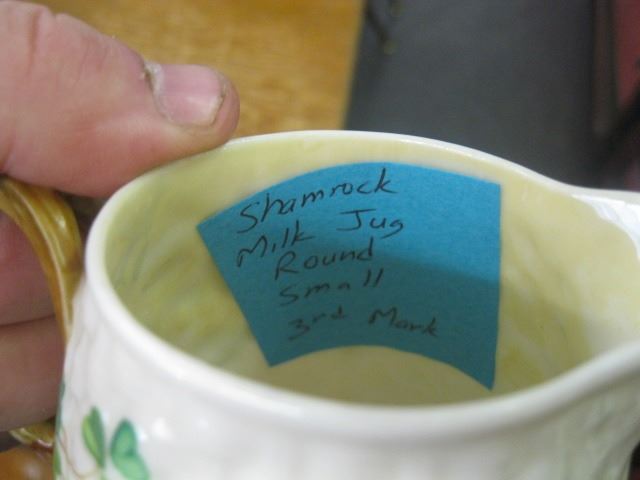 Shamrock
Milk Jug
Round
Small
3rd Mark